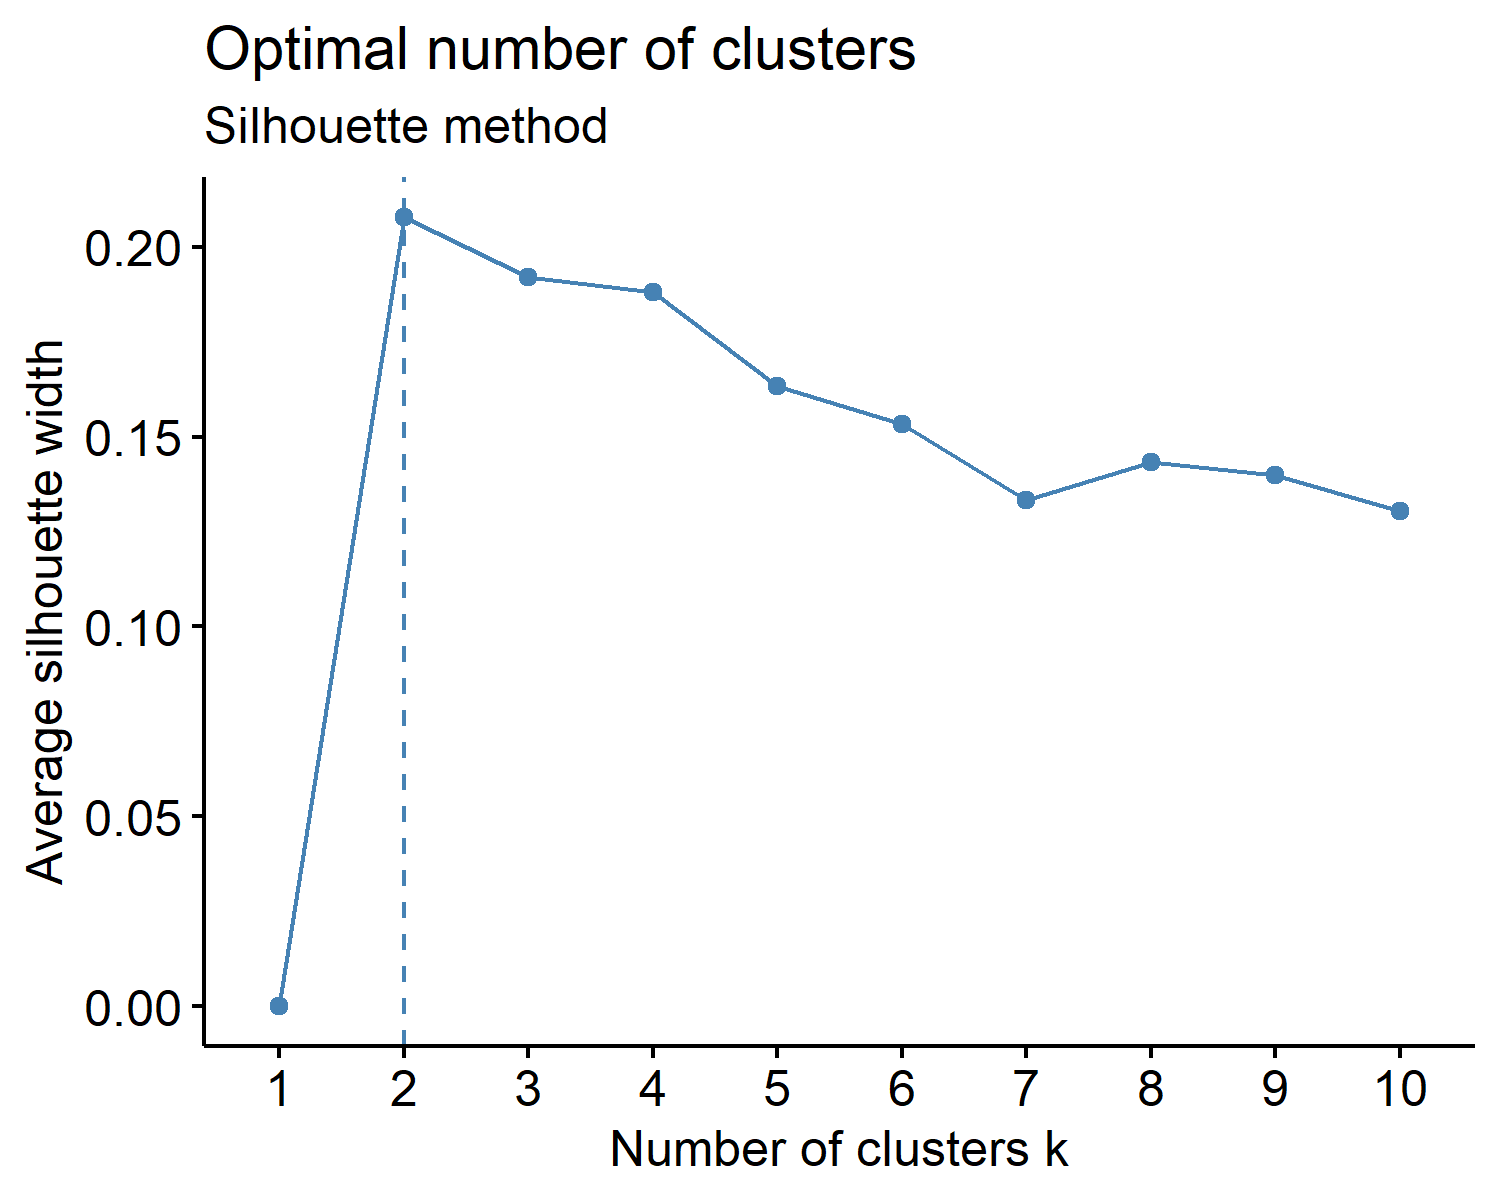 Optimal number of clusters
Silhouette method
Average silhouette width
0.20
0.15
0.10
0.05
0.00
1 2 3 4 5 6 7 8 9 10
Number of clusters k